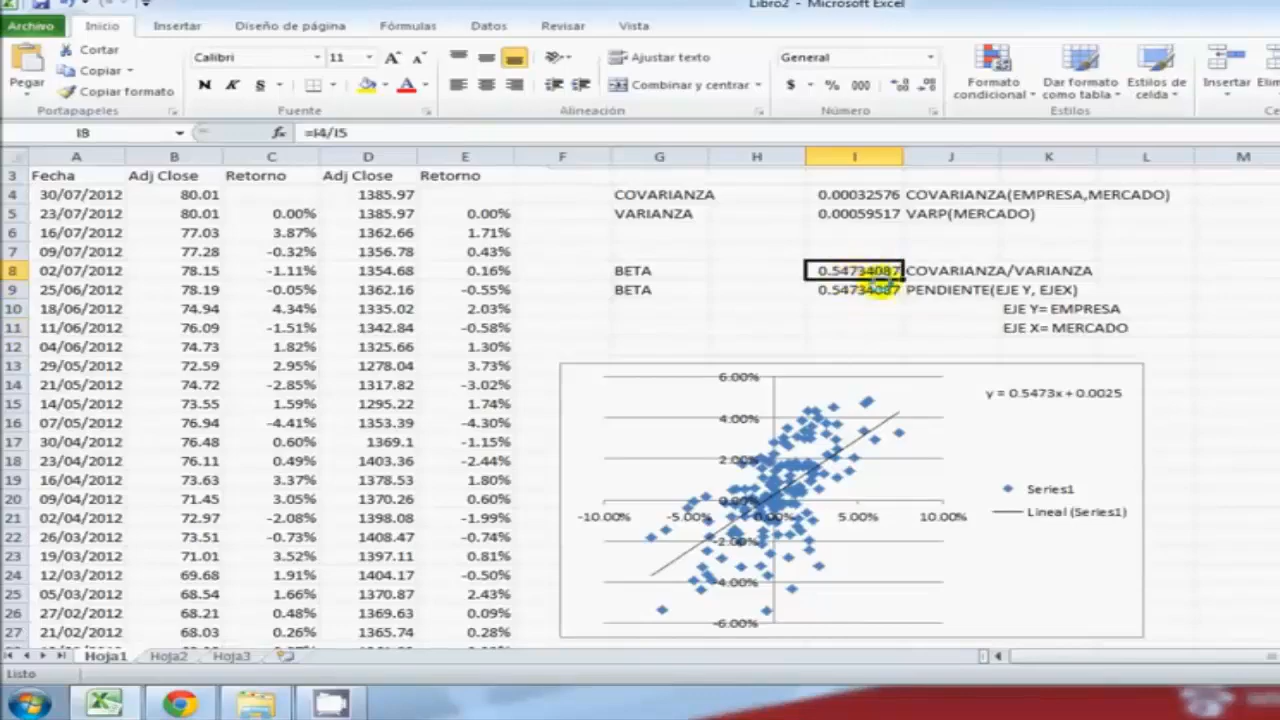 Libro2 - Microsoft Excel
Archivo Inicio Insertar Diseño de página Fórmulas Datos Revisar Vista
Pegar
Cortar
Copiar
Copiar formato
Portapapeles
Calibri 11
N K S
Fuente
Ajustar texto
Combinar y centrar
Alineación
General
$ % 000
Número
Formato condicional
Dar formato como tabla
Estilos de celda
Estilos
Insertar
I8 fx =I4/I5
A B C D E F G H I J K L M
3 Fecha Adj Close Retorno Adj Close Retorno
4 30/07/2012 80.01 1385.97 COVARIANZA 0.00032576 COVARIANZA(EMPRESA,MERCADO)
5 23/07/2012 80.01 0.00% 1385.97 0.00% VARIANZA 0.00059517 VARP(MERCADO)
6 16/07/2012 77.03 3.87% 1362.66 1.71%
7 09/07/2012 77.28 -0.32% 1356.78 0.43%
8 02/07/2012 78.15 -1.11% 1354.68 0.16% BETA 0.54734087 COVARIANZA/VARIANZA
9 25/06/2012 78.19 -0.05% 1362.16 -0.55% BETA 0.54734087 PENDIENTE(EJE Y, EJEX)
10 18/06/2012 74.94 4.34% 1335.02 2.03% EJE Y= EMPRESA
11 11/06/2012 76.09 -1.51% 1342.84 -0.58% EJE X= MERCADO
12 04/06/2012 74.73 1.82% 1325.66 1.30%
13 29/05/2012 72.59 2.95% 1278.04 3.73%
14 21/05/2012 74.72 -2.85% 1317.82 -3.02%
15 14/05/2012 73.55 1.59% 1295.22 1.74%
16 07/05/2012 76.94 -4.41% 1353.39 -4.30%
17 30/04/2012 76.48 0.60% 1369.1 -1.15%
18 23/04/2012 76.11 0.49% 1403.36 -2.44%
19 16/04/2012 73.63 3.37% 1378.53 1.80%
20 09/04/2012 71.45 3.05% 1370.26 0.60%
21 02/04/2012 72.97 -2.08% 1398.08 -1.99%
22 26/03/2012 73.51 -0.73% 1408.47 -0.74%
23 19/03/2012 71.01 3.52% 1397.11 0.81%
24 12/03/2012 69.68 1.91% 1404.17 -0.50%
25 05/03/2012 68.54 1.66% 1370.87 2.43%
26 27/02/2012 68.21 0.48% 1369.63 0.09%
27 21/02/2012 68.03 0.26% 1365.74 0.28%
6.00%
y = 0.5473x + 0.0025
4.00%
2.00%
Series1
0.00%
Lineal (Series1)
-10.00% -5.00% 0.00% 5.00% 10.00%
-2.00%
-4.00%
-6.00%
Hoja1 Hoja2 Hoja3
Listo